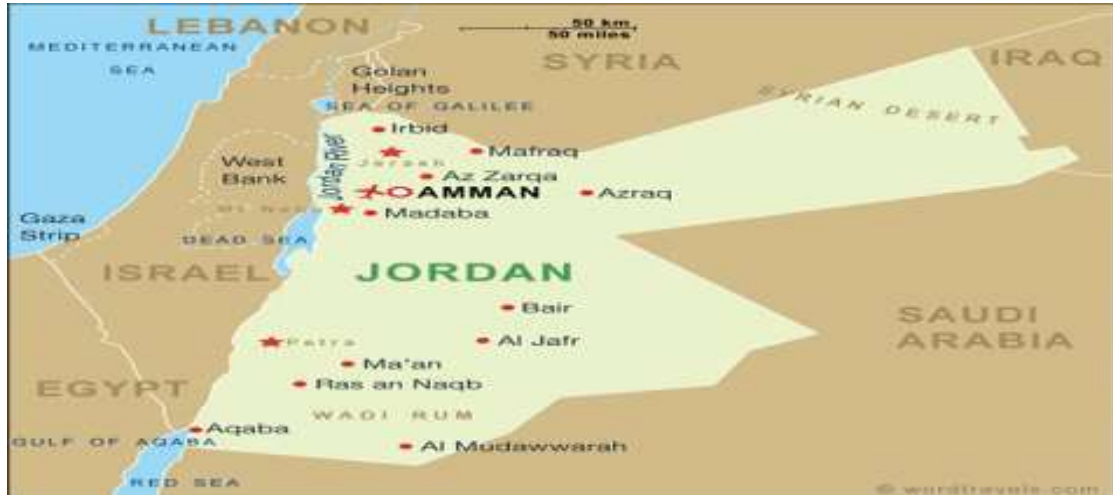 LEBANON
50 km
50 miles
MEDITERRANEAN
SEA
SYRIA
IRAQ
Golan
Heights
SEA OF GALILEE
SYRIAN DESERT
Irbid
Jordan River
Jerash
Mafraq
West
Bank
Az Zarqa
AMMAN
Azraq
Mt Nebo
Madaba
Gaza
Strip
DEAD SEA
ISRAEL
JORDAN
Bair
SAUDI
ARABIA
Petra
Al Jafr
Ma'an
EGYPT
Ras an Naqb
WADI RUM
Aqaba
GULF OF AQABA
Al Mudawwarah
RED SEA
© wordtravels.com